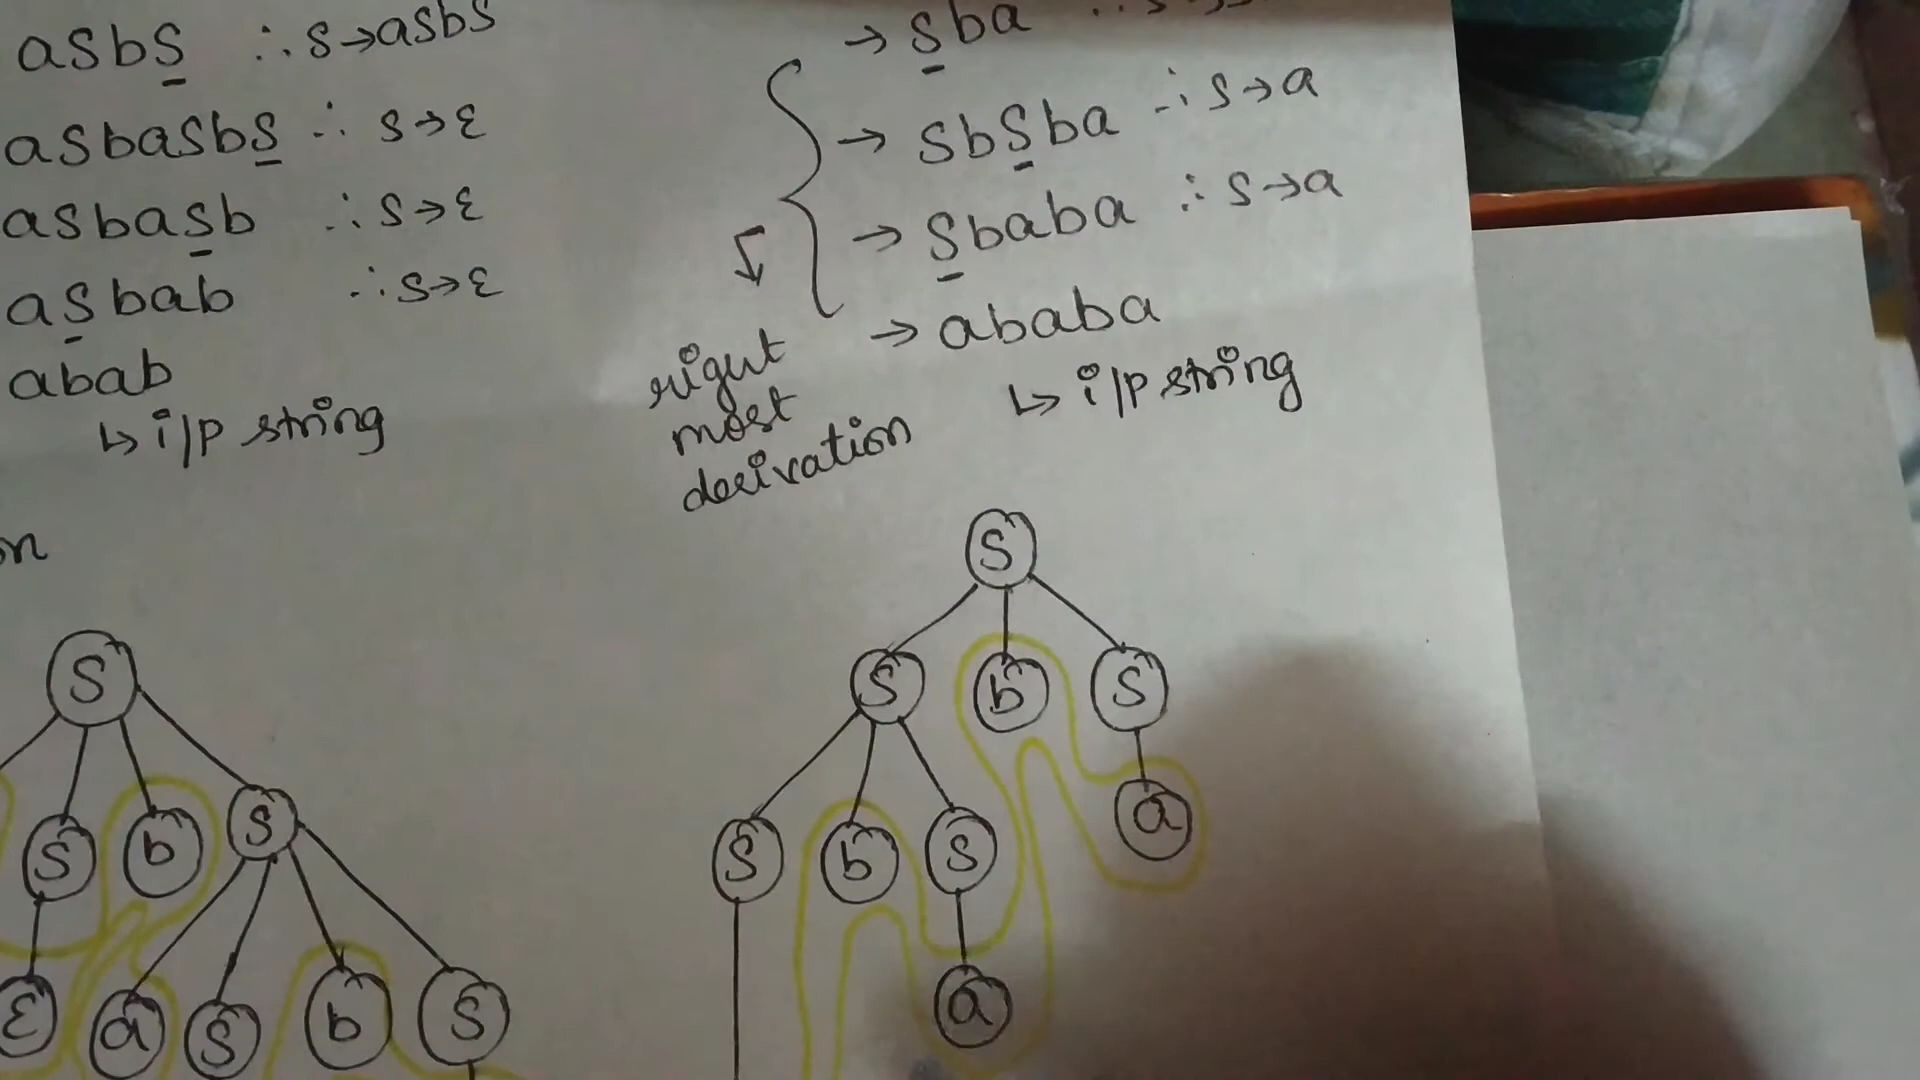 asbs ∴ s→asbs
asbasbs ∴ s→ε
asbasb ∴ s→ε
asbab ∴ s→ε
abab
↳ i/p string
→ sba
→ sbsba ∴ s→a
→ sbaba ∴ s→a
→ ababa
↳ i/p string
right
most
derivation
S
S b S
S b S a
a
S
S b S
ε a S b S